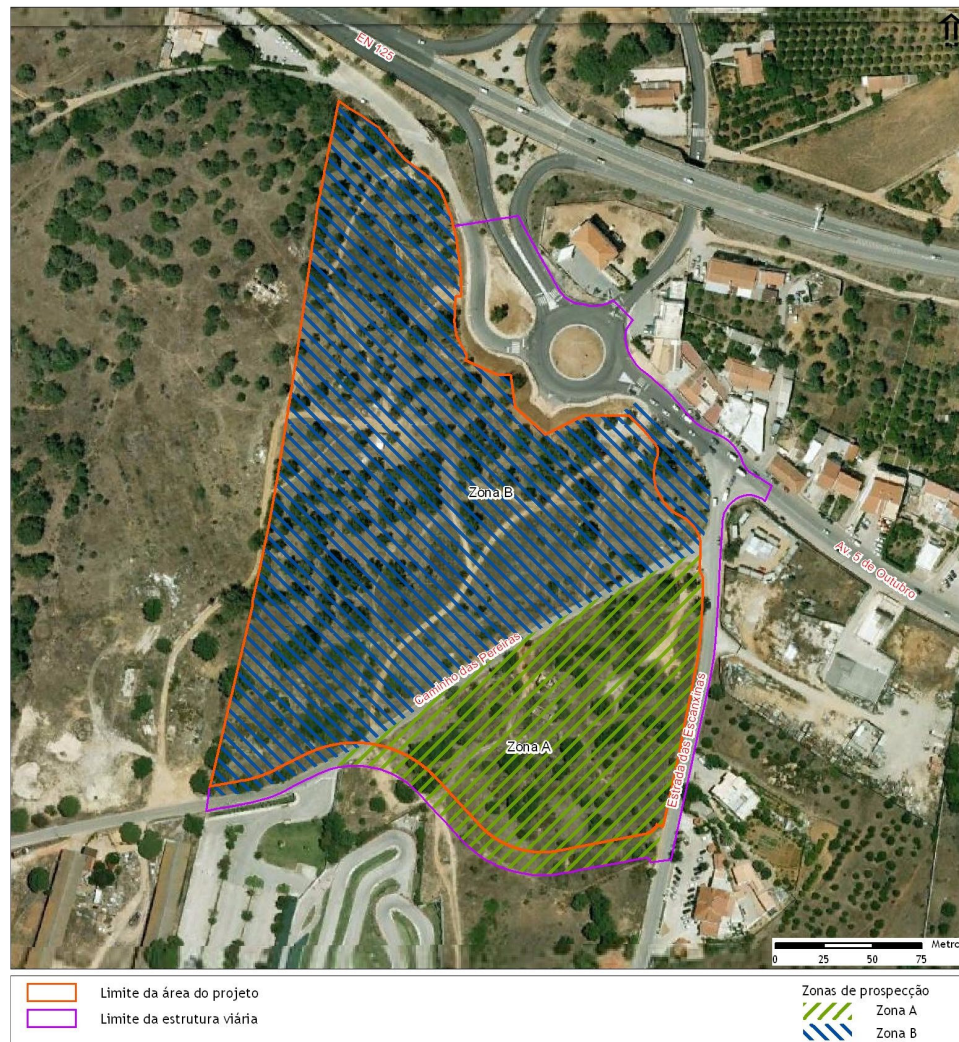 EN 125
Zona B
Av. 5 de Outubro
Caminho das Pereiras
Zona A
Estrada das Escanxinas
Metro
0 25 50 75
Limite da área do projeto
Limite da estrutura viária
Zonas de prospecção
Zona A
Zona B